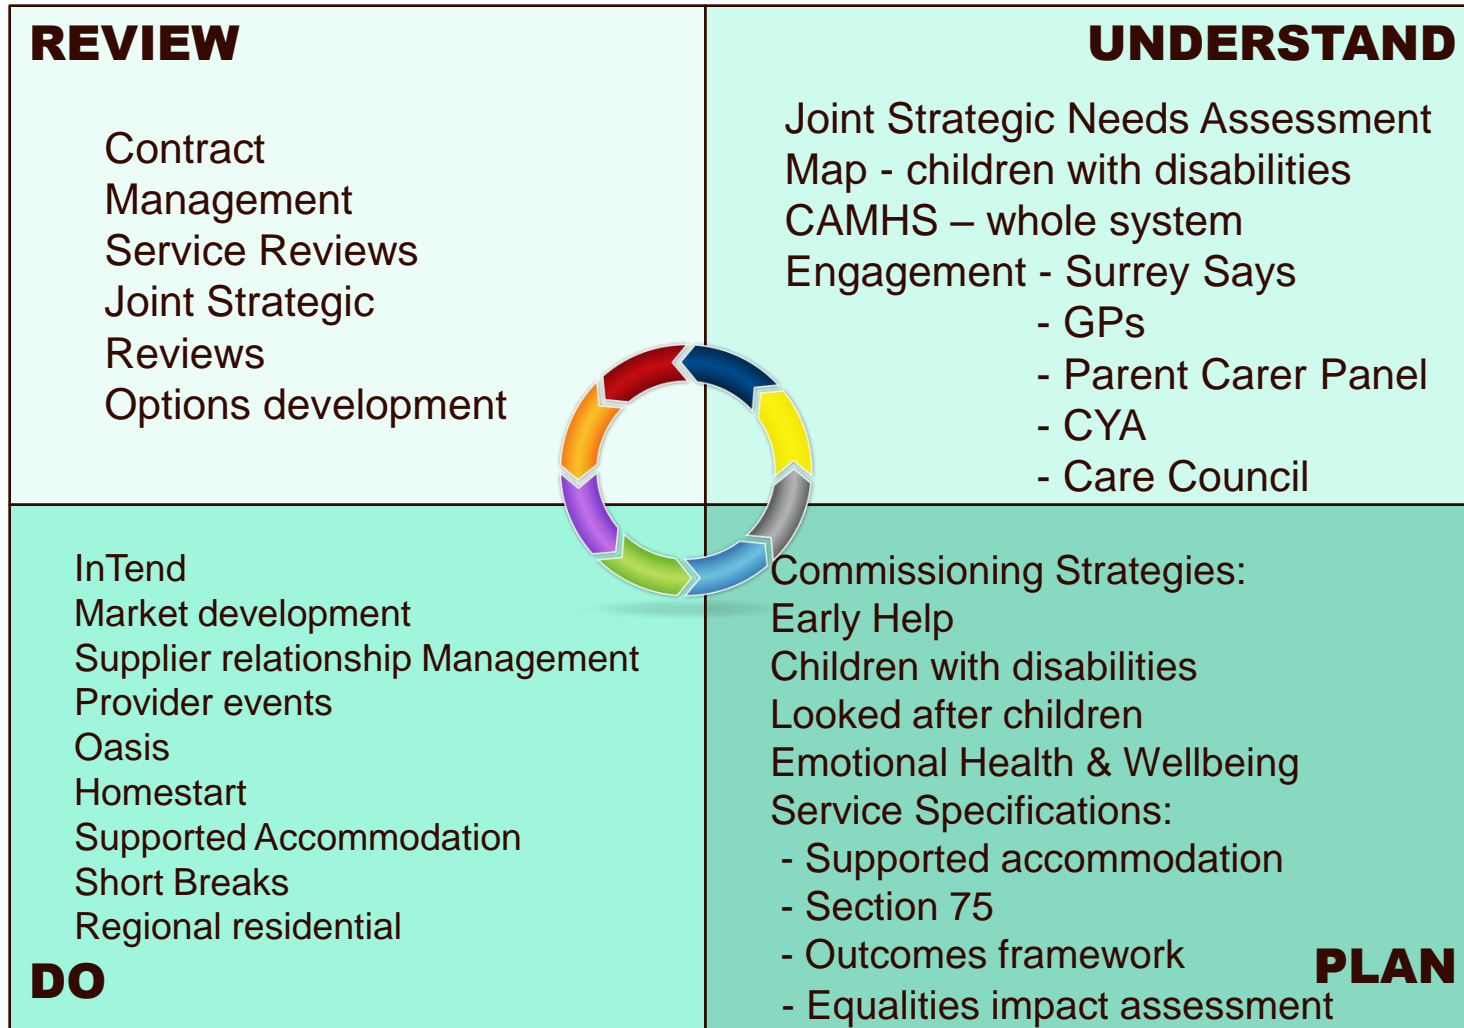 REVIEW
Contract
Management
Service Reviews
Joint Strategic
Reviews
Options development
UNDERSTAND
Joint Strategic Needs Assessment
Map - children with disabilities
CAMHS – whole system
Engagement - Surrey Says
- GPs
- Parent Carer Panel
- CYA
- Care Council
InTend
Market development
Supplier relationship Management
Provider events
Oasis
Homestart
Supported Accommodation
Short Breaks
Regional residential
DO
Commissioning Strategies:
Early Help
Children with disabilities
Looked after children
Emotional Health & Wellbeing
Service Specifications:
- Supported accommodation
- Section 75
- Outcomes framework
- Equalities impact assessment
PLAN